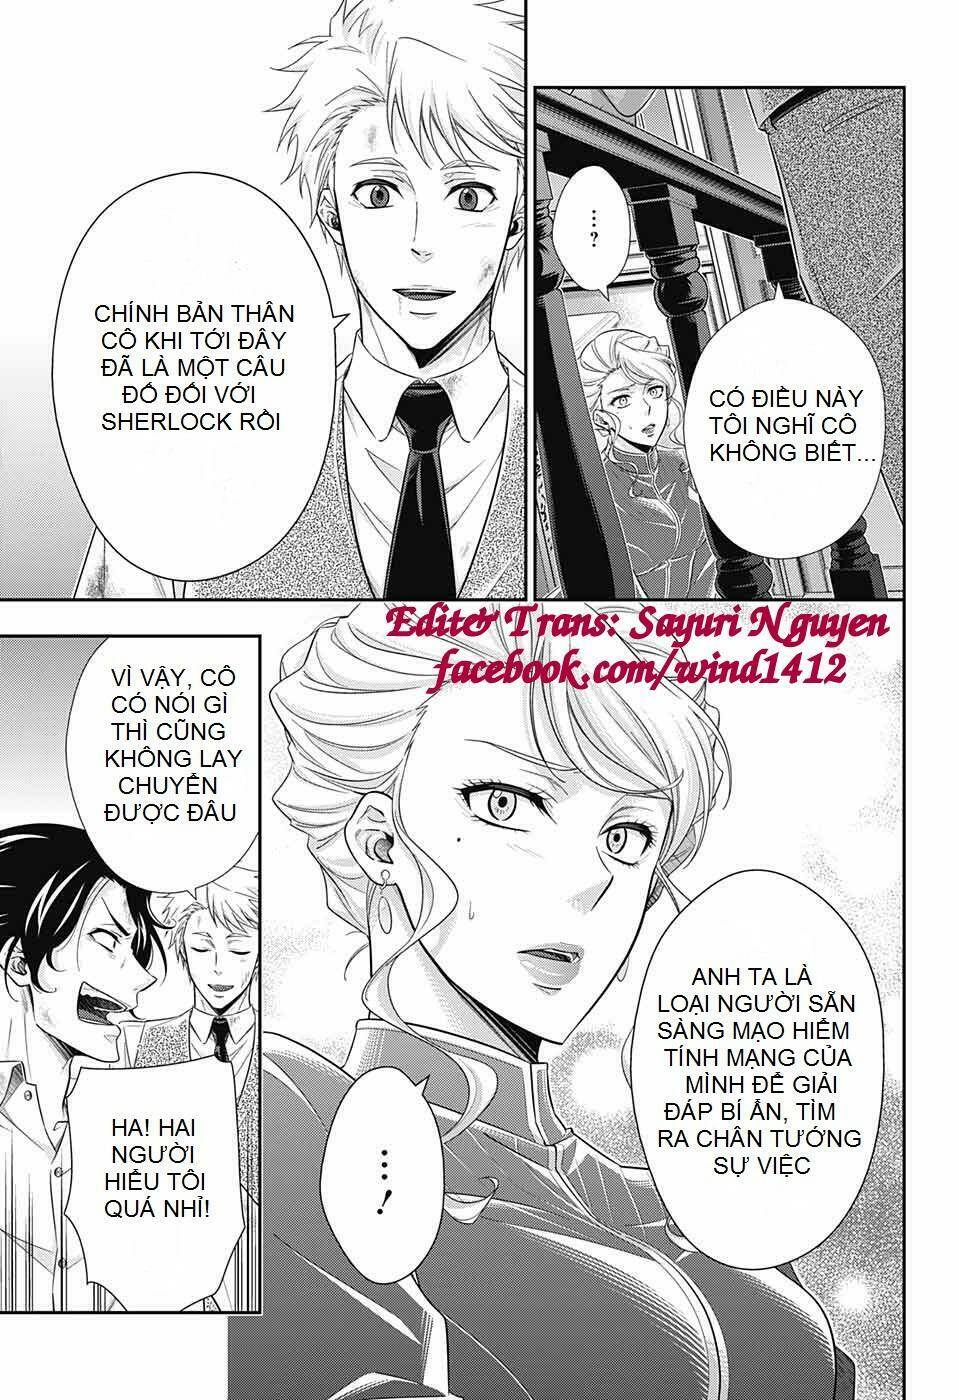 ...?
CÓ ĐIỀU NÀY
TÔI NGHĨ CÔ
KHÔNG BIẾT...
CHÍNH BẢN THÂN
CÔ KHI TỚI ĐÂY
ĐÃ LÀ MỘT CÂU
ĐỐ ĐỐI VỚI
SHERLOCK RỒI
Edit& Trans: Sayuri Nguyen
facebook.com/wind1412
ANH TA LÀ
LOẠI NGƯỜI SẴN
SÀNG MẠO HIỂM
TÍNH MẠNG CỦA
MÌNH ĐỂ GIẢI
ĐÁP BÍ ẨN, TÌM
RA CHÂN TƯỚNG
SỰ VIỆC
...!
VÌ VẬY, CÔ
CÓ NÓI GÌ
THÌ CŨNG
KHÔNG LAY
CHUYỂN
ĐƯỢC ĐÂU
HA! HAI
NGƯỜI
HIỂU TÔI
QUÁ NHỈ!